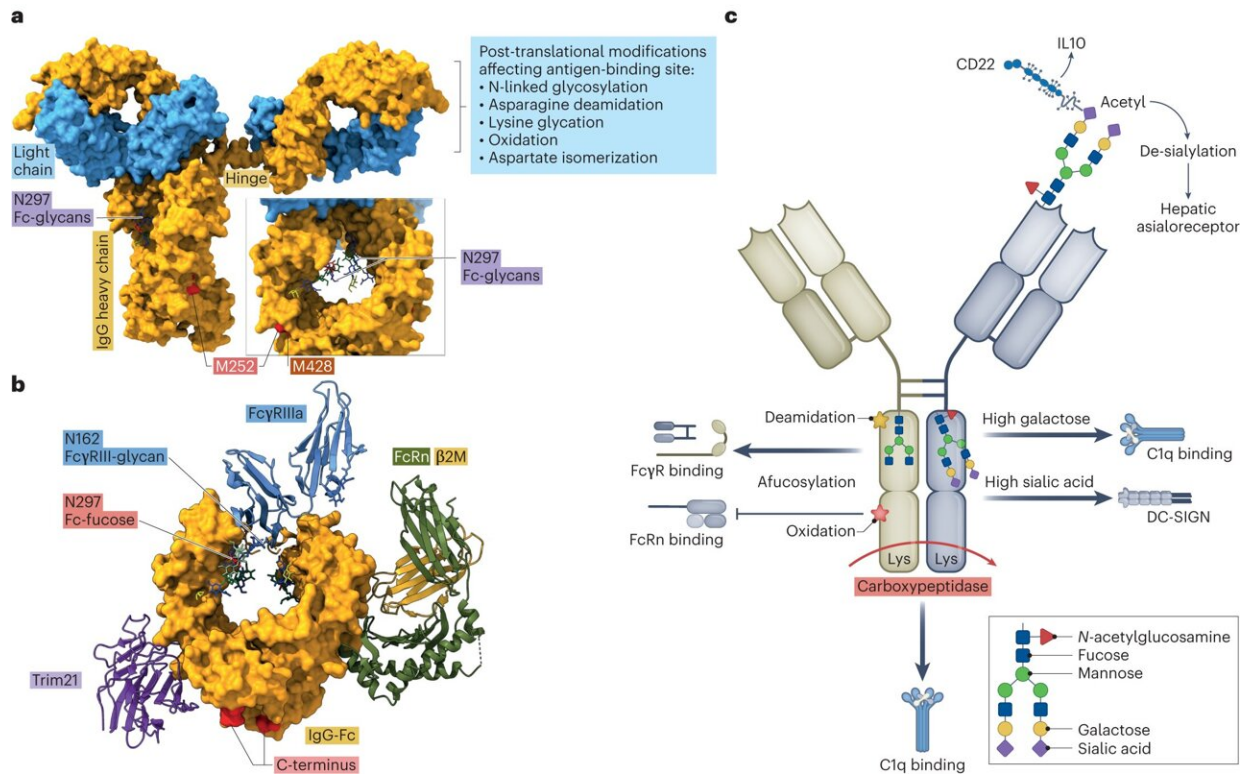 a
Post-translational modifications
affecting antigen-binding site:
• N-linked glycosylation
• Asparagine deamidation
• Lysine glycation
• Oxidation
• Aspartate isomerization
Light
chain
Hinge
N297
Fc-glycans
IgG heavy chain
N297
Fc-glycans
M252
M428
b
FcγRIIIa
N162
FcγRIII-glycan
FcRn
β2M
N297
Fc-fucose
Trim21
IgG-Fc
C-terminus
c
IL10
CD22
Acetyl
De-sialylation
Hepatic
asialoreceptor
Deamidation
High galactose
FcγR binding
C1q binding
Afucosylation
High sialic acid
FcRn binding
Oxidation
DC-SIGN
Lys
Lys
Carboxypeptidase
C1q binding
N-acetylglucosamine
Fucose
Mannose
Galactose
Sialic acid